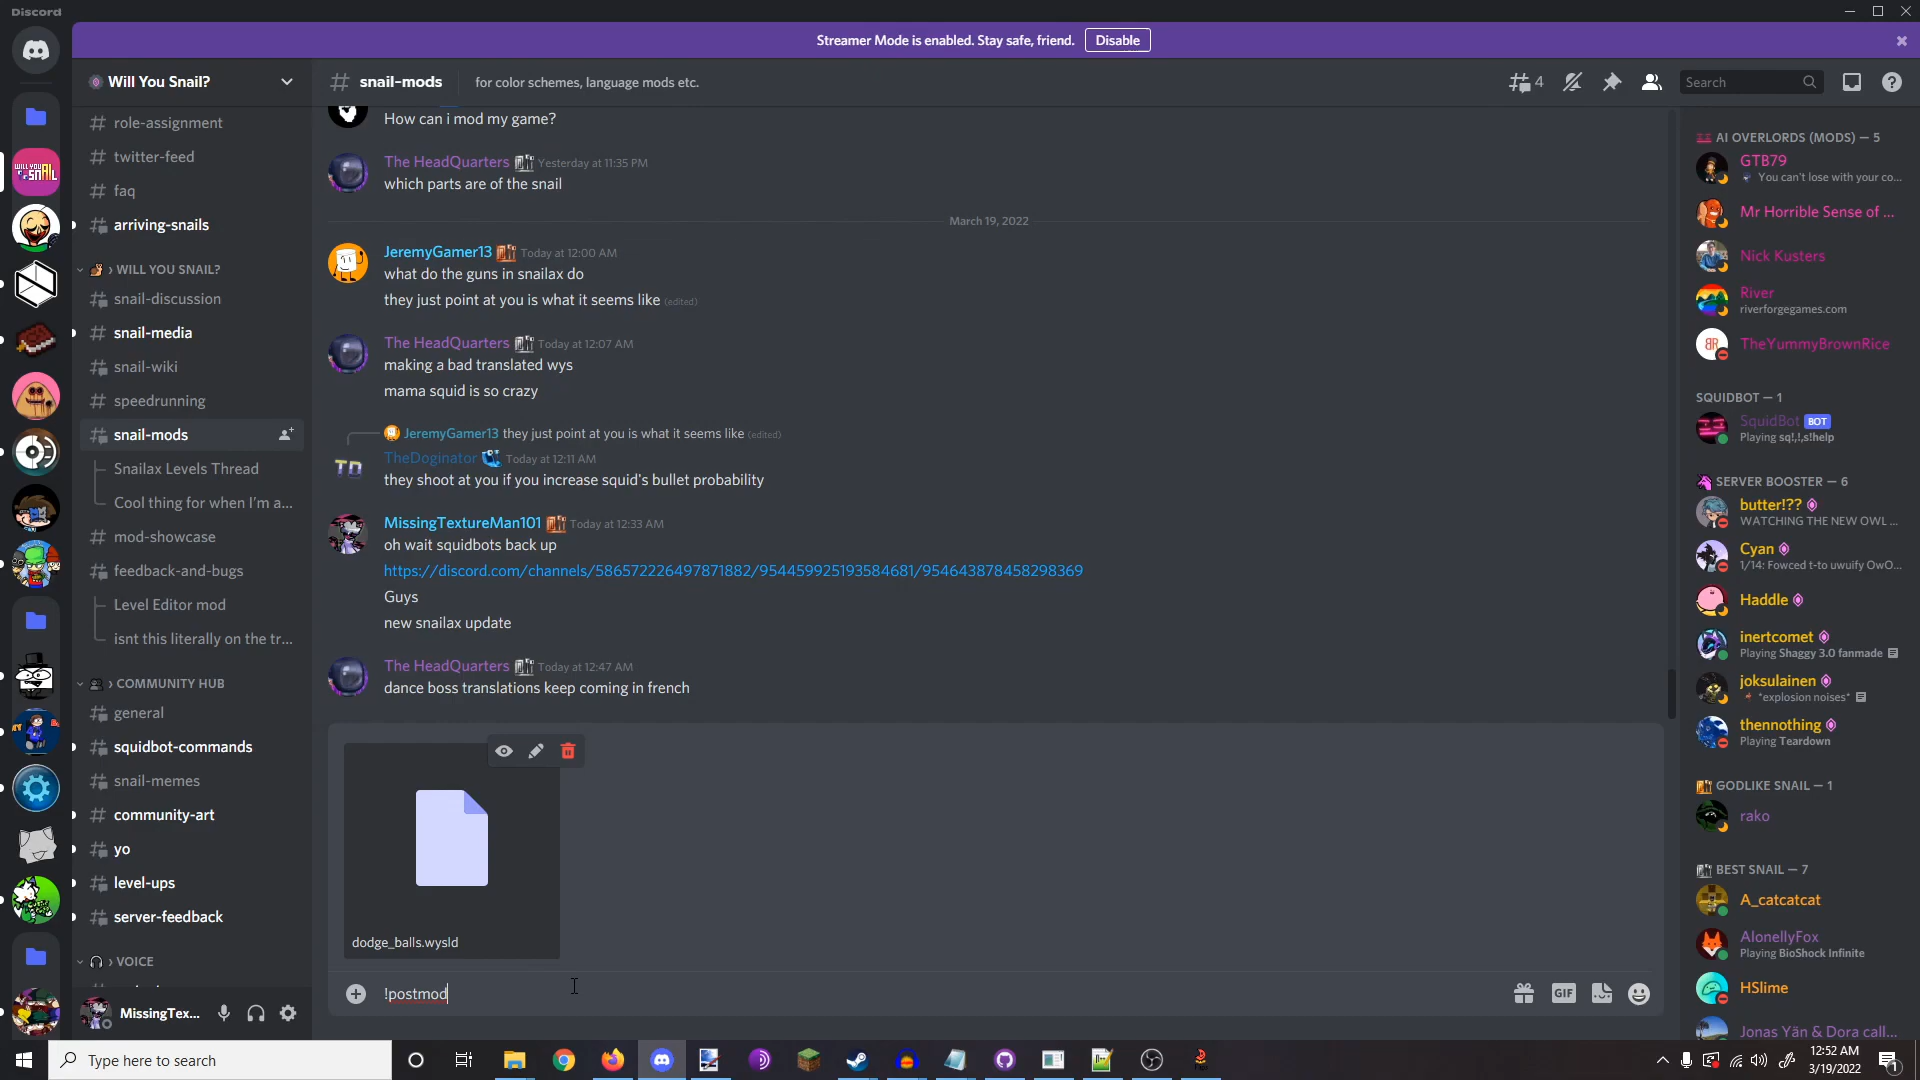 Discord
Streamer Mode is enabled. Stay safe, friend. Disable
Will You Snail?
snail-mods for color schemes, language mods etc.
4
Search
role-assignment
twitter-feed
faq
arriving-snails
WILL YOU SNAIL?
snail-discussion
snail-media
snail-wiki
speedrunning
snail-mods
Snailax Levels Thread
Cool thing for when I'm a...
mod-showcase
feedback-and-bugs
Level Editor mod
isnt this literally on the tr...
COMMUNITY HUB
general
squidbot-commands
snail-memes
community-art
yo
level-ups
server-feedback
VOICE
MissingTex...
How can i mod my game?
The HeadQuarters Yesterday at 11:35 PM
which parts are of the snail
March 19, 2022
JeremyGamer13 Today at 12:00 AM
what do the guns in snailax do
they just point at you is what it seems like (edited)
The HeadQuarters Today at 12:07 AM
making a bad translated wys
mama squid is so crazy
JeremyGamer13 they just point at you is what it seems like (edited)
TD
TheDoginator Today at 12:11 AM
they shoot at you if you increase squid's bullet probability
MissingTextureMan101 Today at 12:33 AM
oh wait squidbots back up
https://discord.com/channels/586572226497871882/954459925193584681/954643878458298369
Guys
new snailax update
The HeadQuarters Today at 12:47 AM
dance boss translations keep coming in french
dodge_balls.wysld
!postmod
GIF
AI OVERLORDS (MODS) — 5
GTB79
You can't lose with your co...
Mr Horrible Sense of ...
Nick Kusters
River
riverforgegames.com
TheYummyBrownRice
SQUIDBOT — 1
SquidBot BOT
Playing sq!,!,s!help
SERVER BOOSTER — 6
butter!??
WATCHING THE NEW OWL ...
Cyan
1/14: Fowced t-to uwuify OwO...
Haddle
inertcomet
Playing Shaggy 3.0 fanmade
joksulainen
*explosion noises*
thennothing
Playing Teardown
GODLIKE SNAIL — 1
rako
BEST SNAIL — 7
A_catcatcat
AlonellyFox
Playing BioShock Infinite
HSlime
Jonas Yän & Dora call...
Type here to search
12:52 AM
3/19/2022